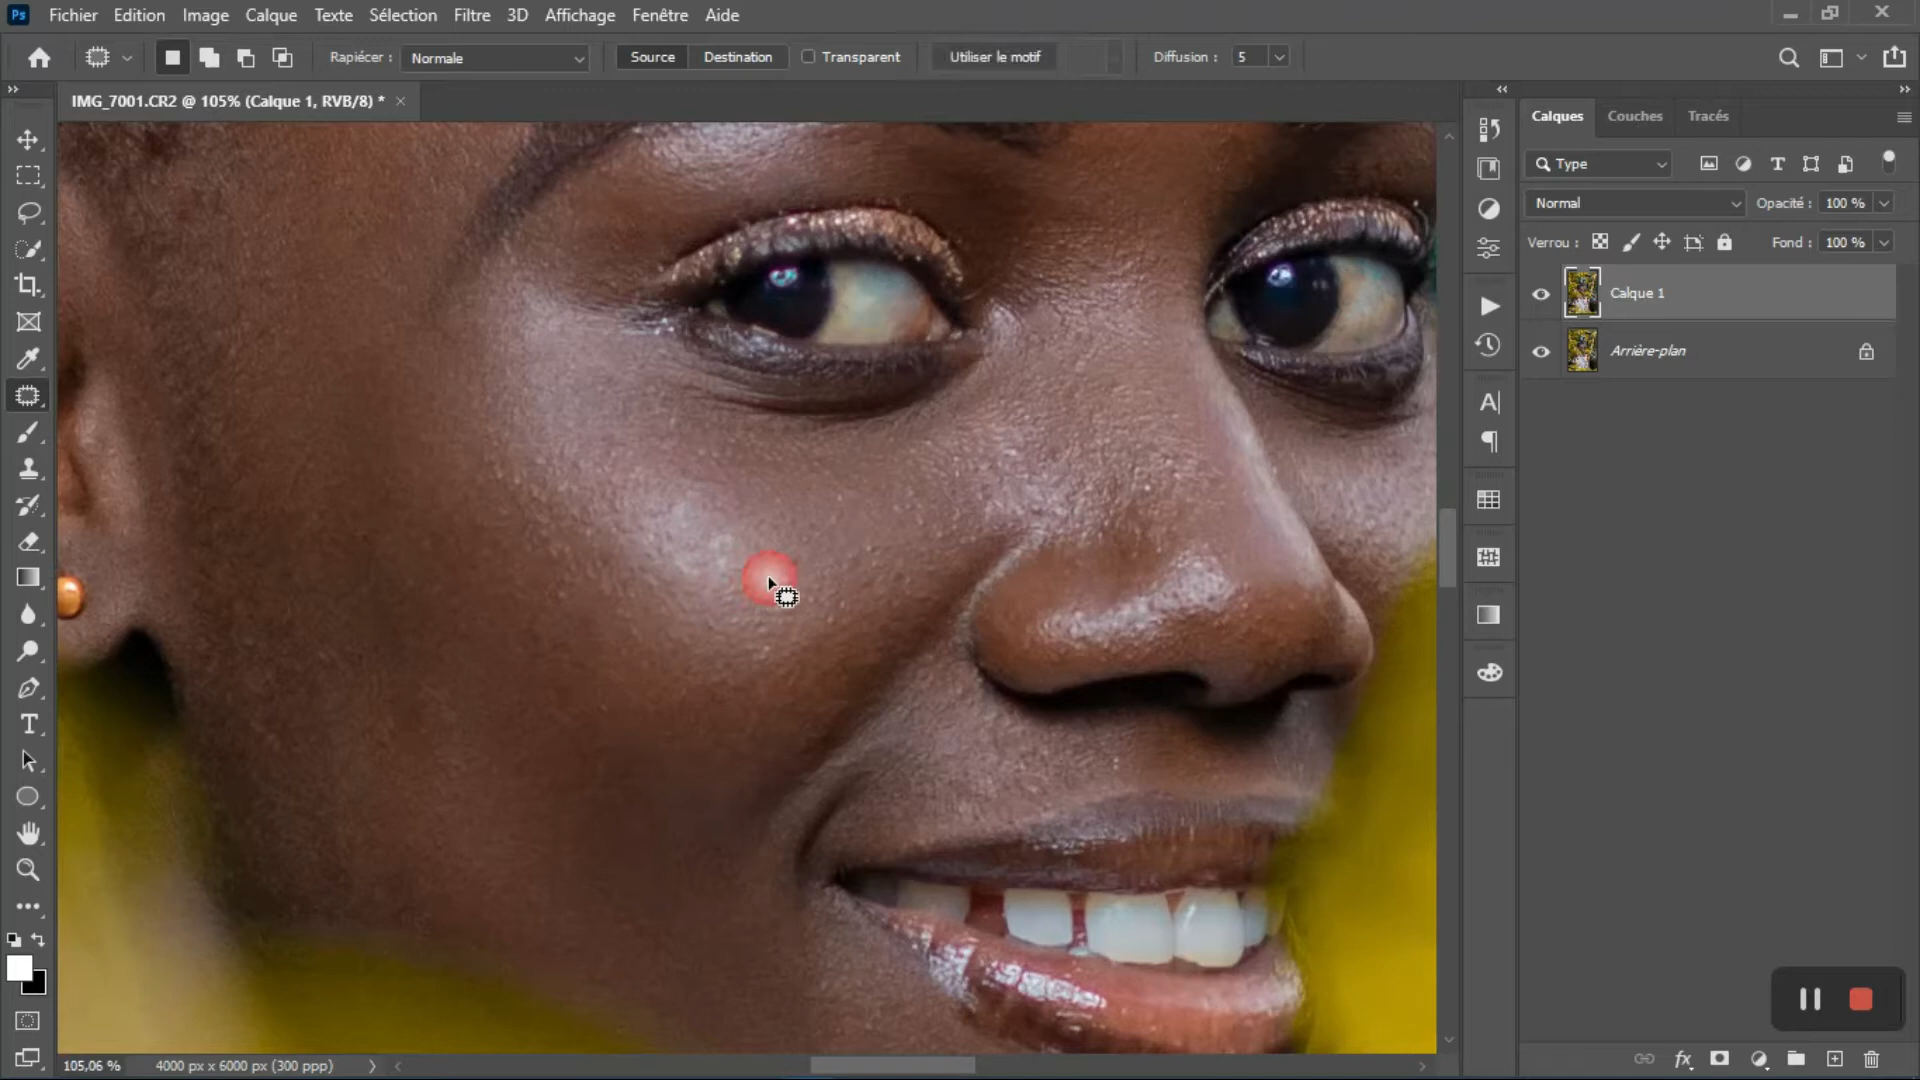 Ps Fichier Edition Image Calque Texte Sélection Filtre 3D Affichage Fenêtre Aide
Rapiécer : Normale Source Destination Transparent Utiliser le motif Diffusion : 5
IMG_7001.CR2 @ 105% (Calque 1, RVB/8) *
Calques Couches Tracés
Type
Normal Opacité : 100 %
Verrou : Fond : 100 %
Calque 1
Arrière-plan
105,06 % 4000 px x 6000 px (300 ppp)